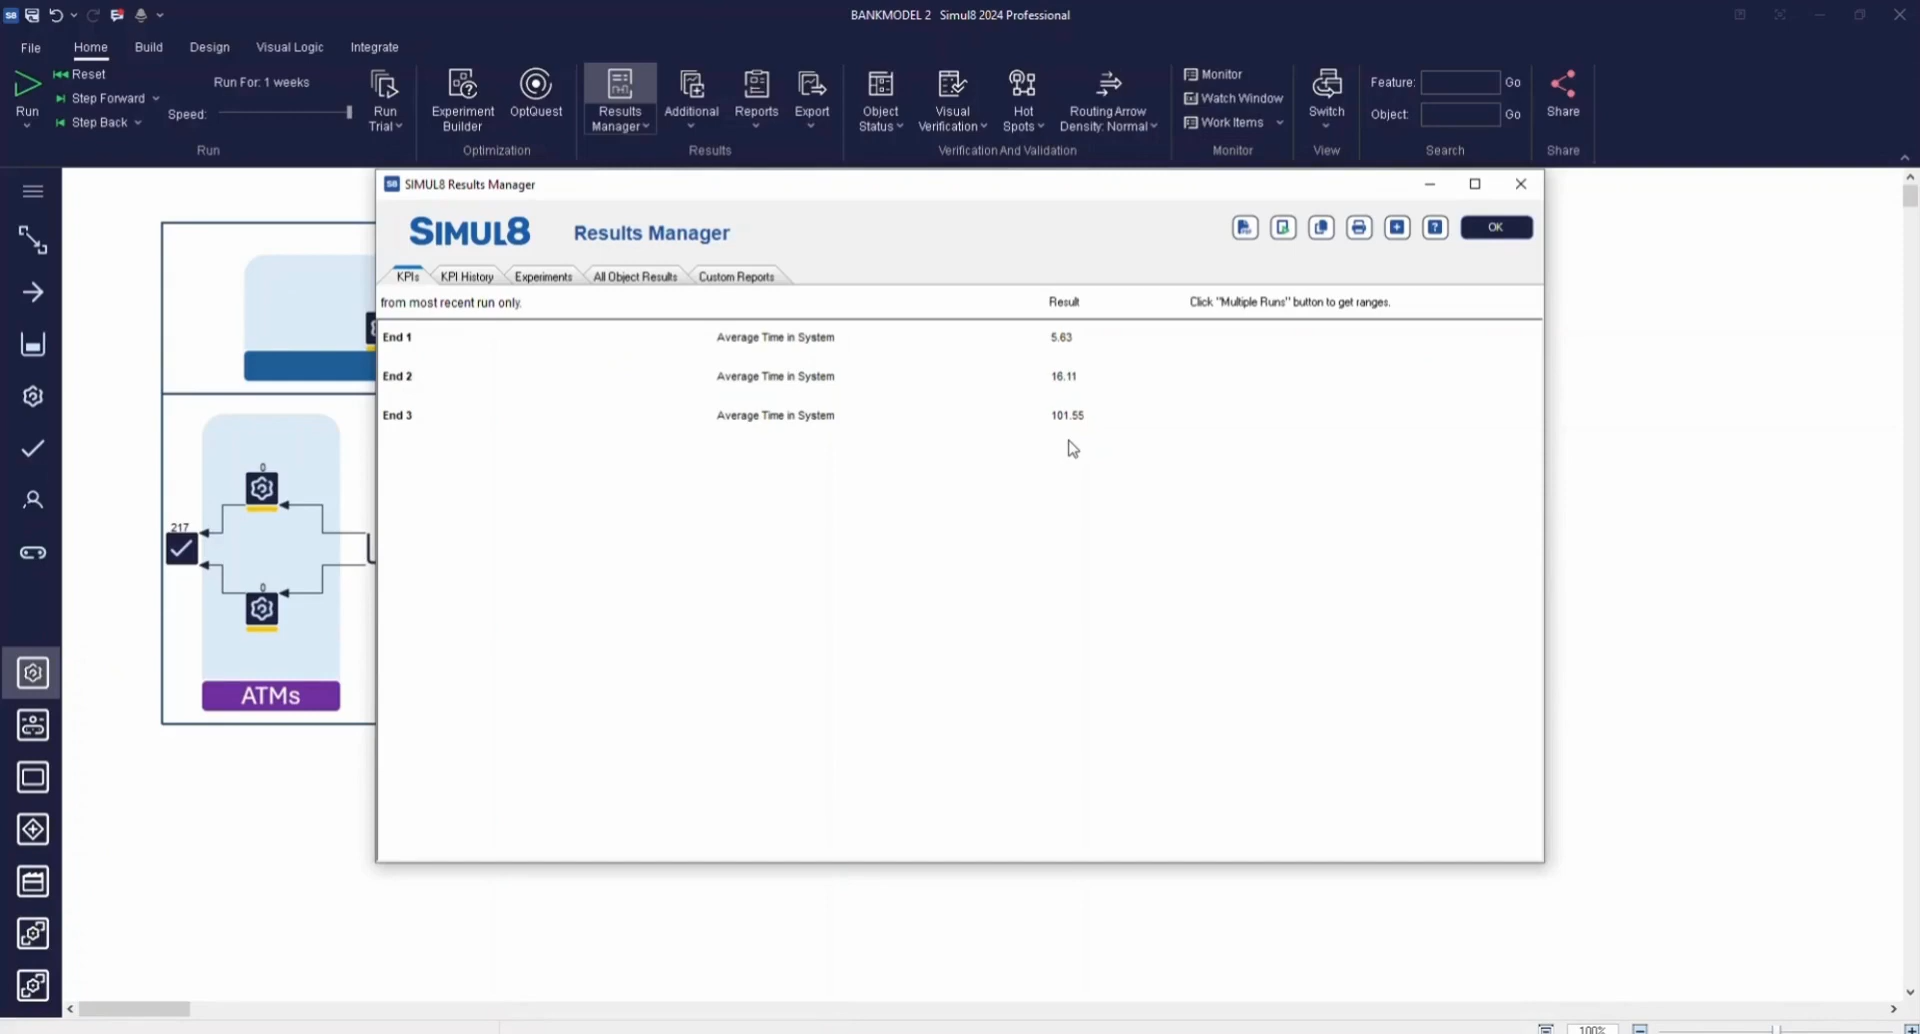 S8
BANKMODEL 2 Simul8 2024 Professional
File
Home
Build
Design
Visual Logic
Integrate
Run
Reset
Step Forward
Step Back
Run For: 1 weeks
Speed:
Run
Trial
Run
Experiment
Builder
OptQuest
Optimization
Results
Manager
Additional
Reports
Export
Results
Object
Status
Visual
Verification
Hot
Spots
Routing Arrow
Density: Normal
Verification And Validation
Monitor
Watch Window
Work Items
Monitor
Switch
View
Feature:
Go
Object:
Go
Search
Share
Share
S8 SIMUL8 Results Manager
SIMUL8
Results Manager
OK
KPIs
KPI History
Experiments
All Object Results
Custom Reports
from most recent run only.
Result
Click "Multiple Runs" button to get ranges.
End 1 Average Time in System 5.63
End 2 Average Time in System 16.11
End 3 Average Time in System 101.55
0
217
0
ATMs
100%